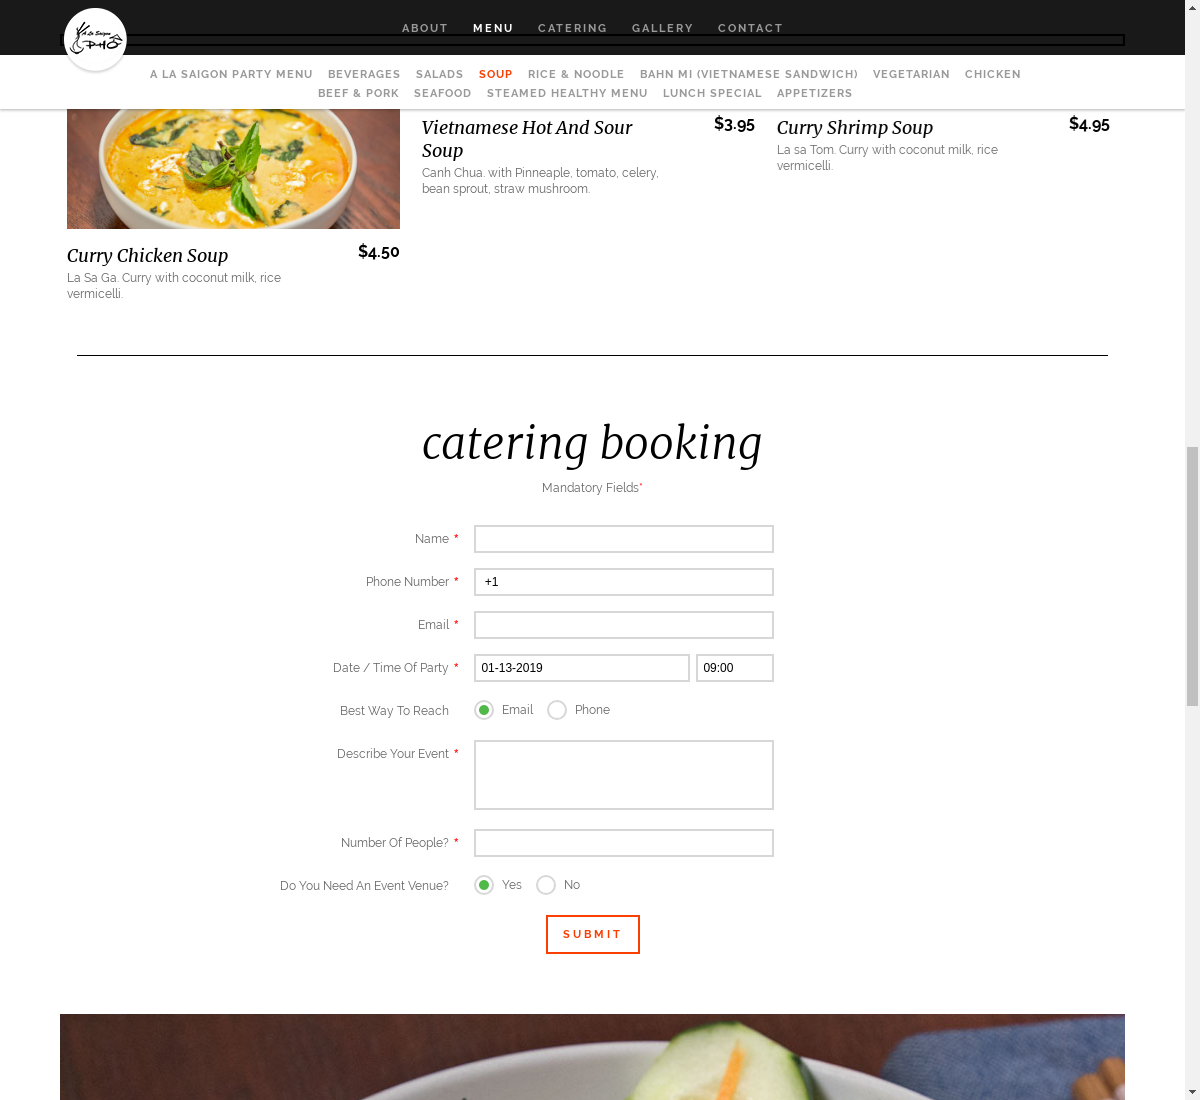 A La Saigon
PHO
ABOUT MENU CATERING GALLERY CONTACT
A LA SAIGON PARTY MENU BEVERAGES SALADS SOUP RICE & NOODLE BAHN MI (VIETNAMESE SANDWICH) VEGETARIAN CHICKEN
BEEF & PORK SEAFOOD STEAMED HEALTHY MENU LUNCH SPECIAL APPETIZERS
Vietnamese Hot And Sour
Soup
$3.95
Canh Chua. with Pinneaple, tomato, celery,
bean sprout, straw mushroom.
Curry Shrimp Soup
$4.95
La sa Tom. Curry with coconut milk, rice
vermicelli.
Curry Chicken Soup
$4.50
La Sa Ga. Curry with coconut milk, rice
vermicelli.
catering booking
Mandatory Fields*
Name *
Phone Number * +1
Email *
Date / Time Of Party * 01-13-2019 09:00
Best Way To Reach Email Phone
Describe Your Event *
Number Of People? *
Do You Need An Event Venue? Yes No
SUBMIT